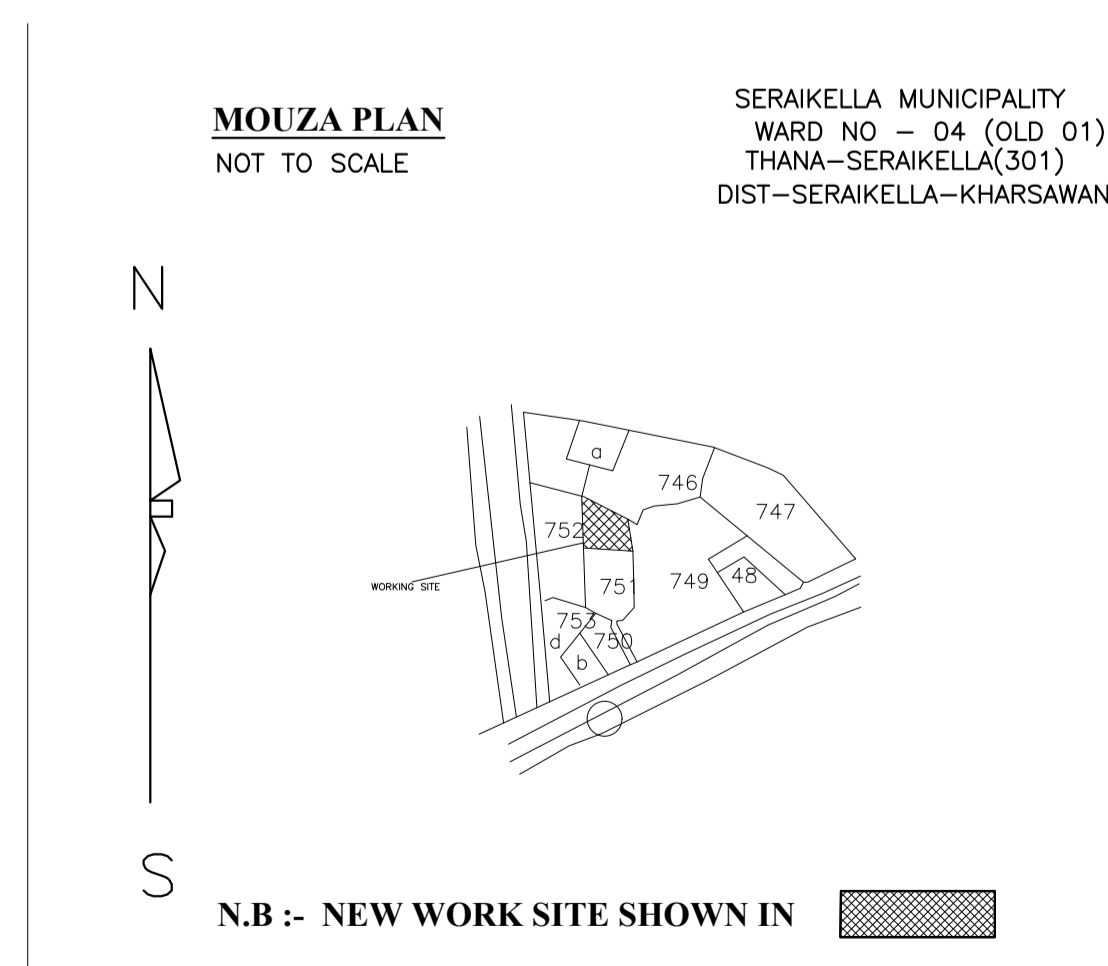 MOUZA PLAN
NOT TO SCALE
SERAIKELLA MUNICIPALITY
WARD NO – 04 (OLD 01)
THANA–SERAIKELLA(301)
DIST–SERAIKELLA–KHARSAWAN
N
a
746
747
752
WORKING SITE
751
749
48
753
d
750
b
S
N.B :- NEW WORK SITE SHOWN IN